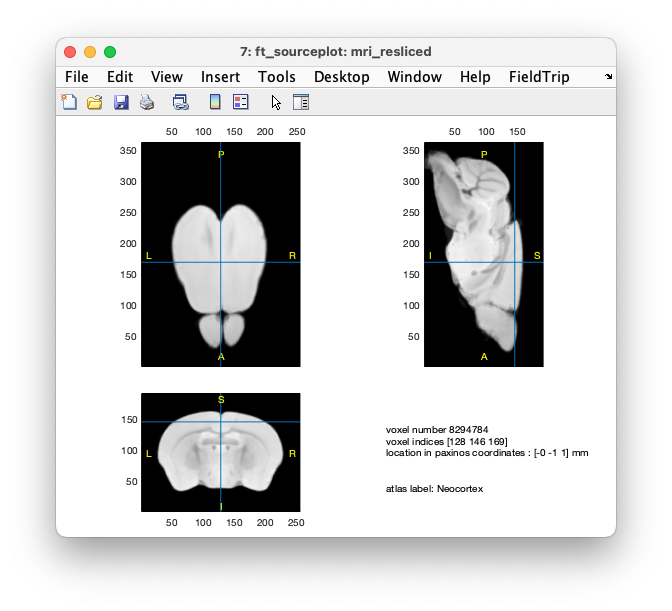 7: ft_sourceplot: mri_resliced
File Edit View Insert Tools Desktop Window Help FieldTrip
50 100 150 200 250
350
300
250
200
150
100
50
P
L R
A
50 100 150
350
300
250
200
150
100
50
P
I S
A
150
100
50
S
L R
I
50 100 150 200 250
voxel number 8294784
voxel indices [128 146 169]
location in paxinos coordinates : [-0 -1 1] mm
atlas label: Neocortex